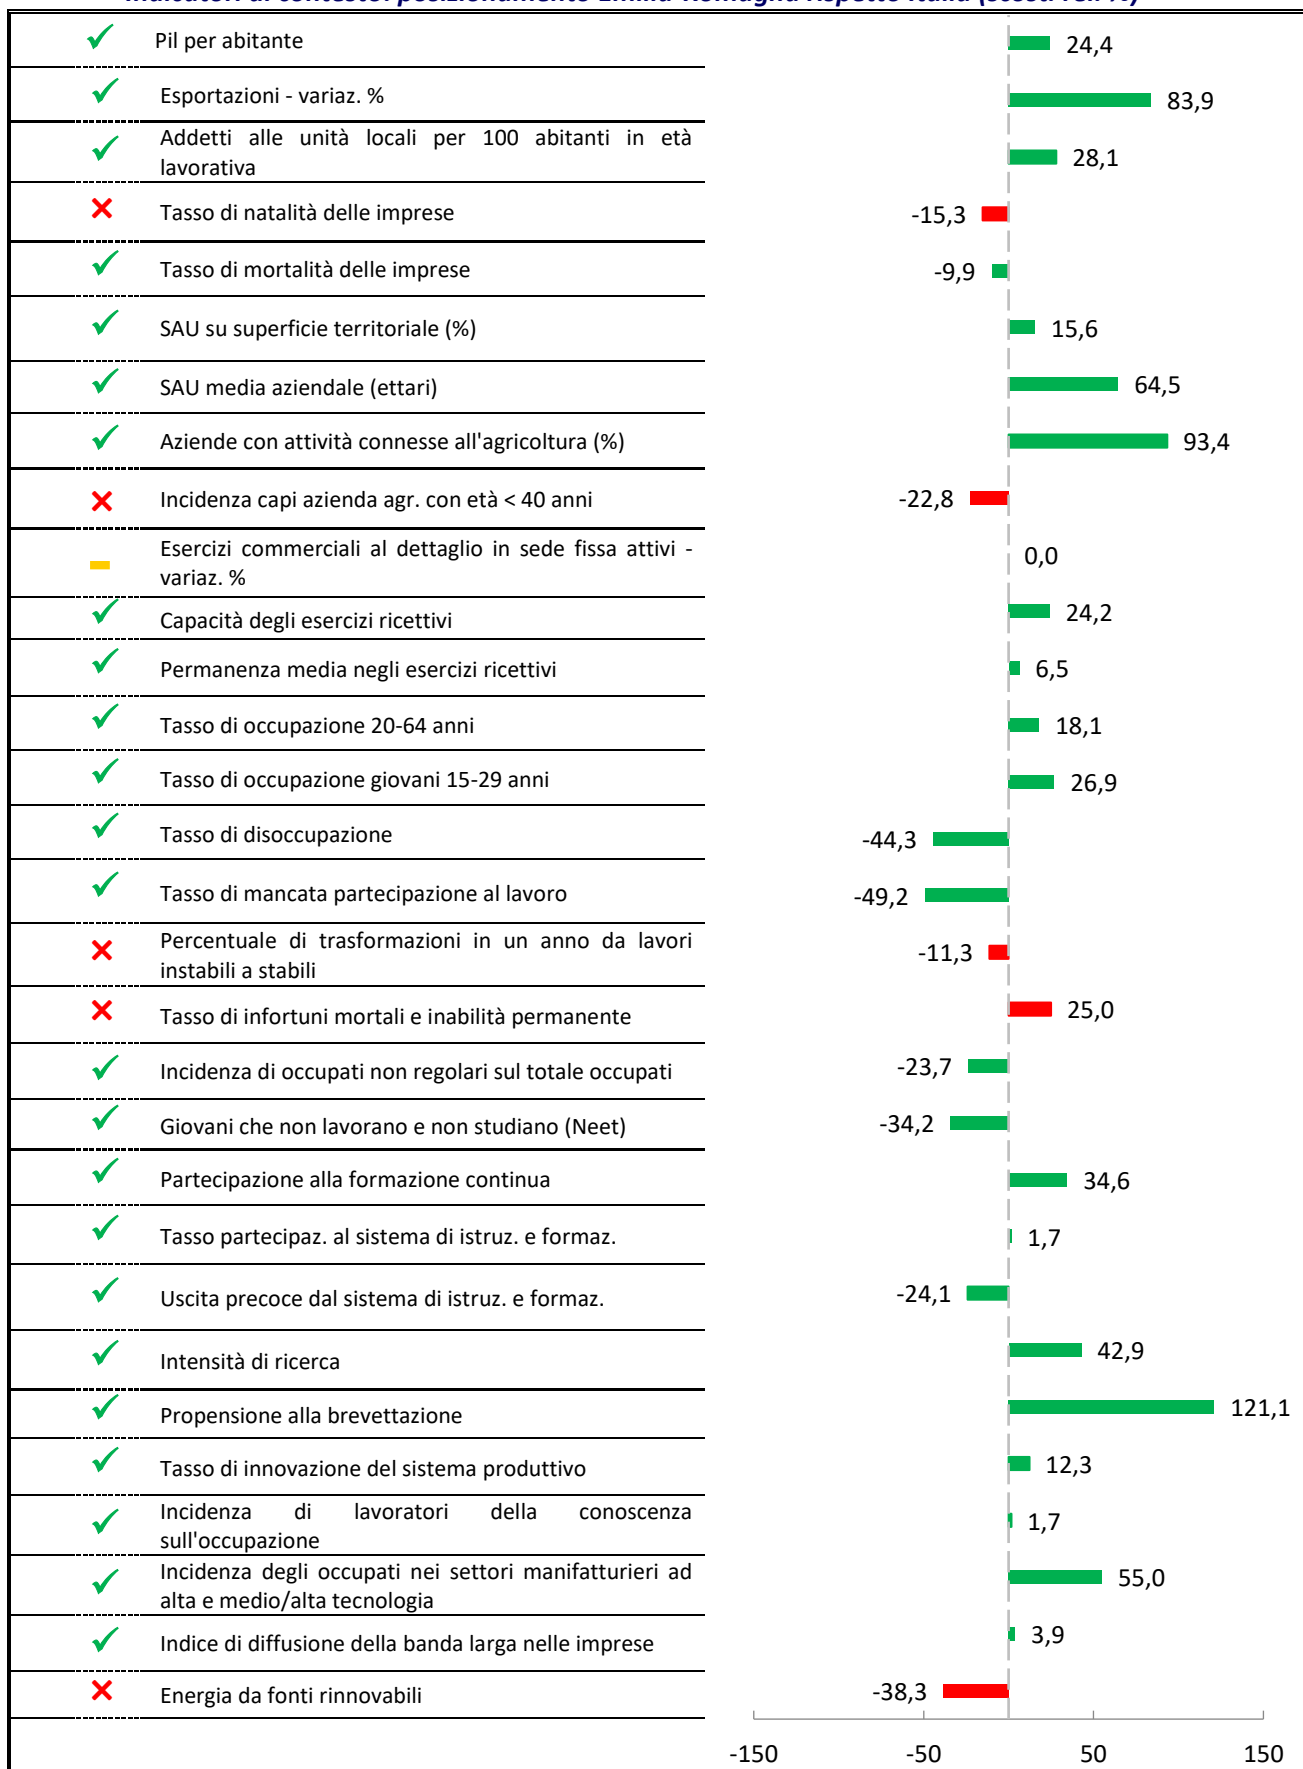 Indicatori di contesto: posizionamento Emilia-Romagna Rispetto Italia (scost. rel. %)
Pil per abitante 24,4
Esportazioni - variaz. % 83,9
Addetti alle unità locali per 100 abitanti in età
lavorativa 28,1
Tasso di natalità delle imprese -15,3
Tasso di mortalità delle imprese -9,9
SAU su superficie territoriale (%) 15,6
SAU media aziendale (ettari) 64,5
Aziende con attività connesse all'agricoltura (%) 93,4
Incidenza capi azienda agr. con età < 40 anni -22,8
Esercizi commerciali al dettaglio in sede fissa attivi -
variaz. % 0,0
Capacità degli esercizi ricettivi 24,2
Permanenza media negli esercizi ricettivi 6,5
Tasso di occupazione 20-64 anni 18,1
Tasso di occupazione giovani 15-29 anni 26,9
Tasso di disoccupazione -44,3
Tasso di mancata partecipazione al lavoro -49,2
Percentuale di trasformazioni in un anno da lavori
instabili a stabili -11,3
Tasso di infortuni mortali e inabilità permanente 25,0
Incidenza di occupati non regolari sul totale occupati -23,7
Giovani che non lavorano e non studiano (Neet) -34,2
Partecipazione alla formazione continua 34,6
Tasso partecipaz. al sistema di istruz. e formaz. 1,7
Uscita precoce dal sistema di istruz. e formaz. -24,1
Intensità di ricerca 42,9
Propensione alla brevettazione 121,1
Tasso di innovazione del sistema produttivo 12,3
Incidenza di lavoratori della conoscenza
sull'occupazione 1,7
Incidenza degli occupati nei settori manifatturieri ad
alta e medio/alta tecnologia 55,0
Indice di diffusione della banda larga nelle imprese 3,9
Energia da fonti rinnovabili -38,3
-150 -50 50 150